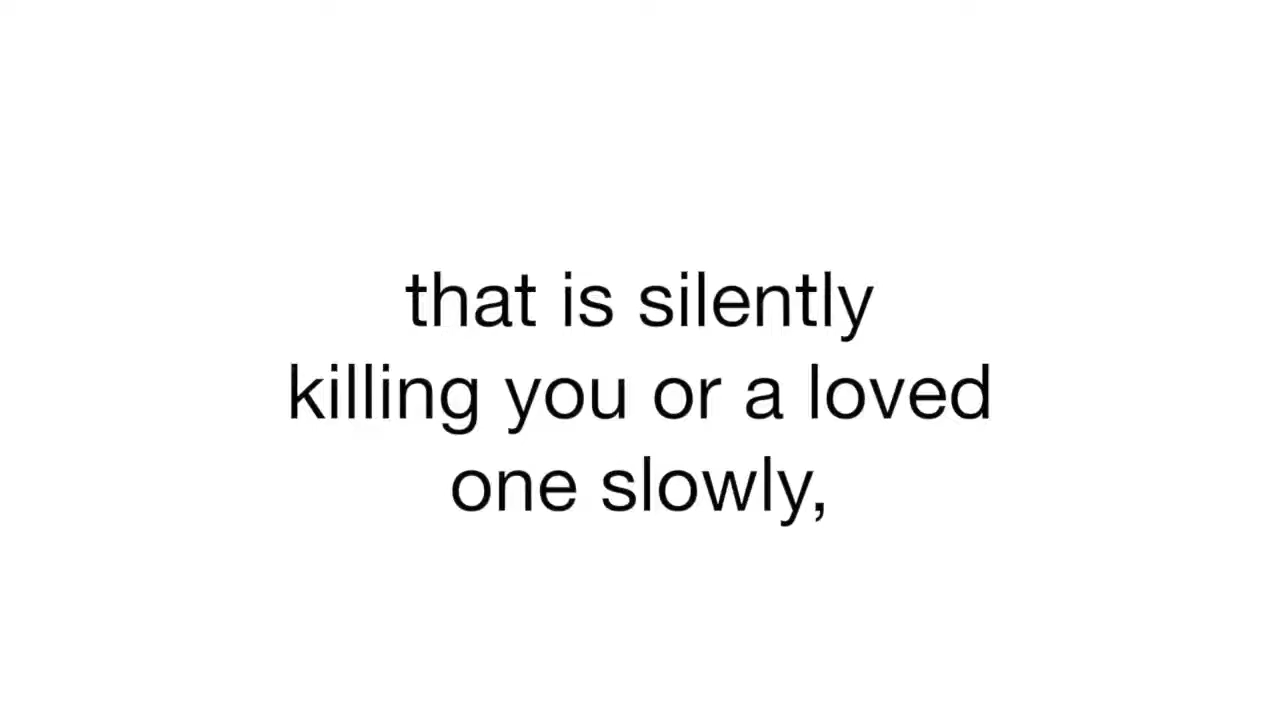 that is silently
killing you or a loved
one slowly,